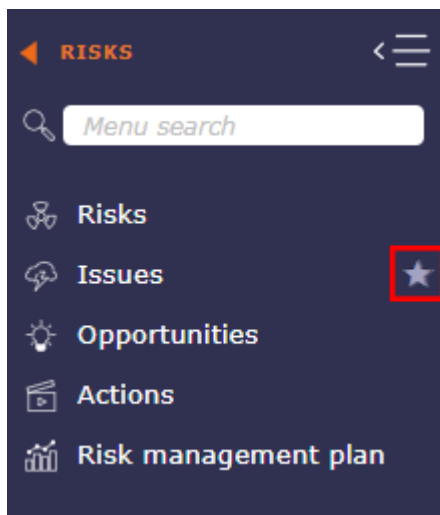 RISKS
Menu search
Risks
Issues
Opportunities
Actions
Risk management plan